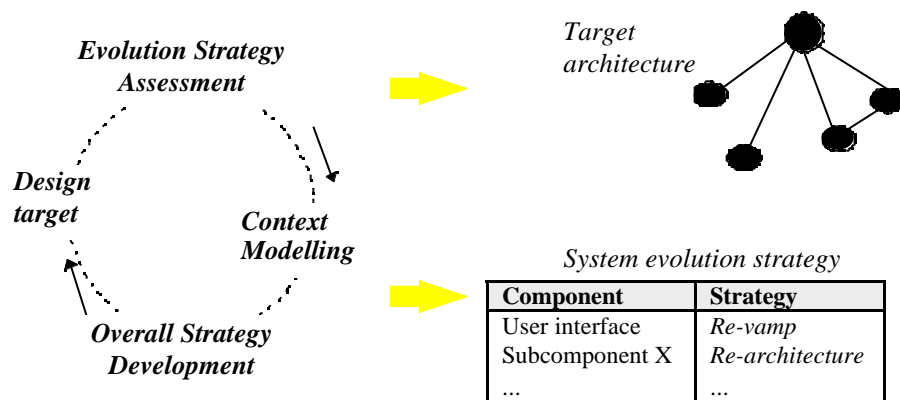 Evolution Strategy
Assessment
Design
target
Context
Modelling
Overall Strategy
Development
Target
architecture
System evolution strategy
Component Strategy
User interface Re-vamp
Subcomponent X Re-architecture
... ...